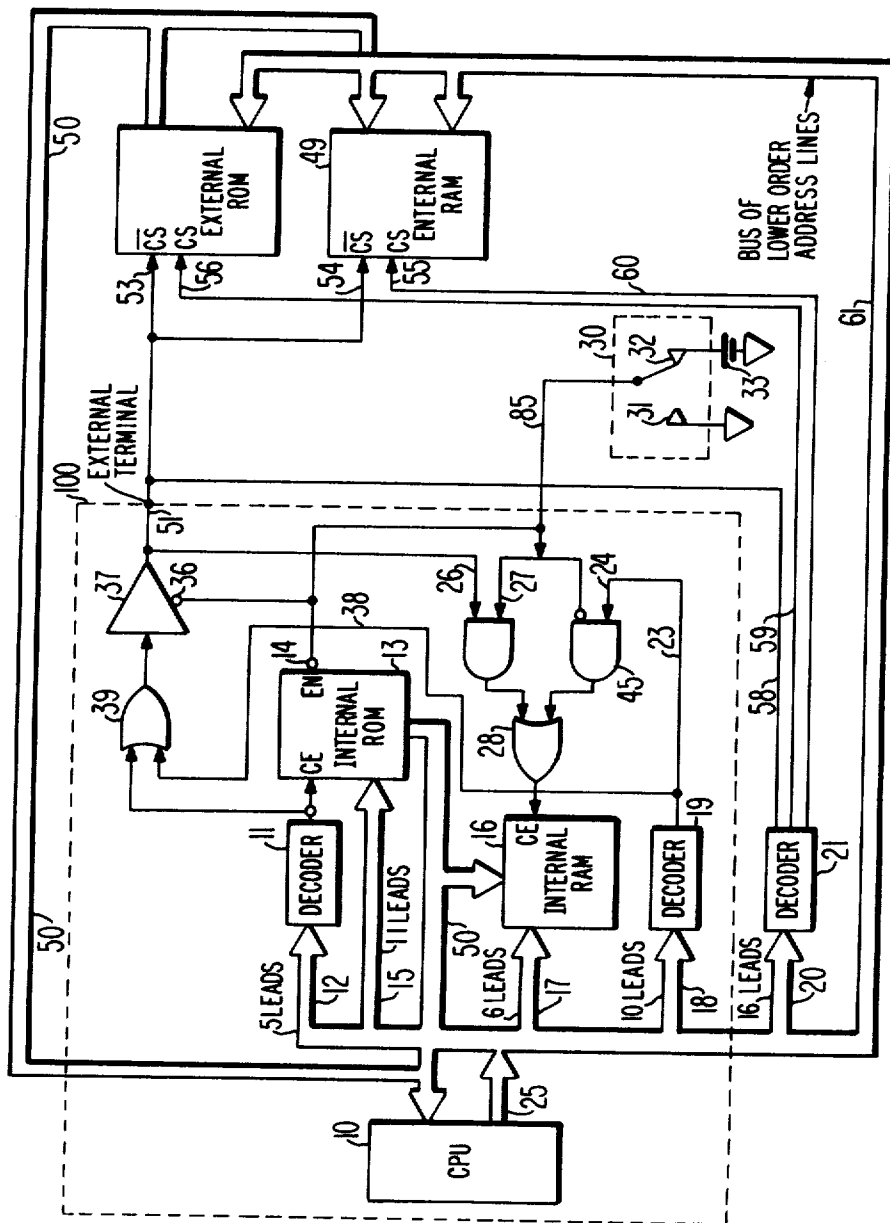 50
50
EXTERNAL
ROM
CS
CS
53
56
49
ENTERNAL
RAM
CS
CS
54
55
60
BUS OF
LOWER ORDER
ADDRESS LINES
61
EXTERNAL
TERMINAL
100
51
37
36
39
38
14
EN
CE
INTERNAL
ROM
13
11
DECODER
5 LEADS
12
11 LEADS
15
26
27
24
45
28
23
85
30
31
32
33
16
CE
INTERNAL
RAM
50
6 LEADS
17
10 LEADS
18
DECODER
19
16 LEADS
20
DECODER
21
58
59
10
CPU
25